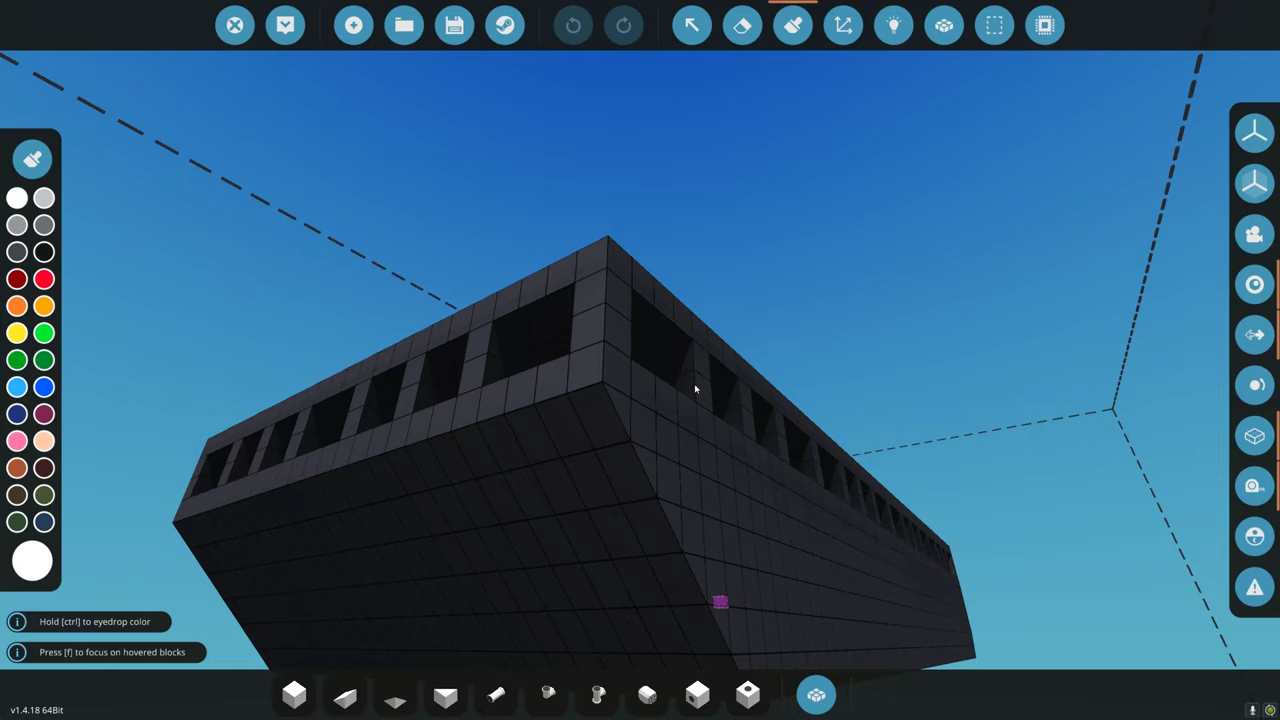 Hold [ctrl] to eyedrop color
Press [f] to focus on hovered blocks
v1.4.18 64Bit